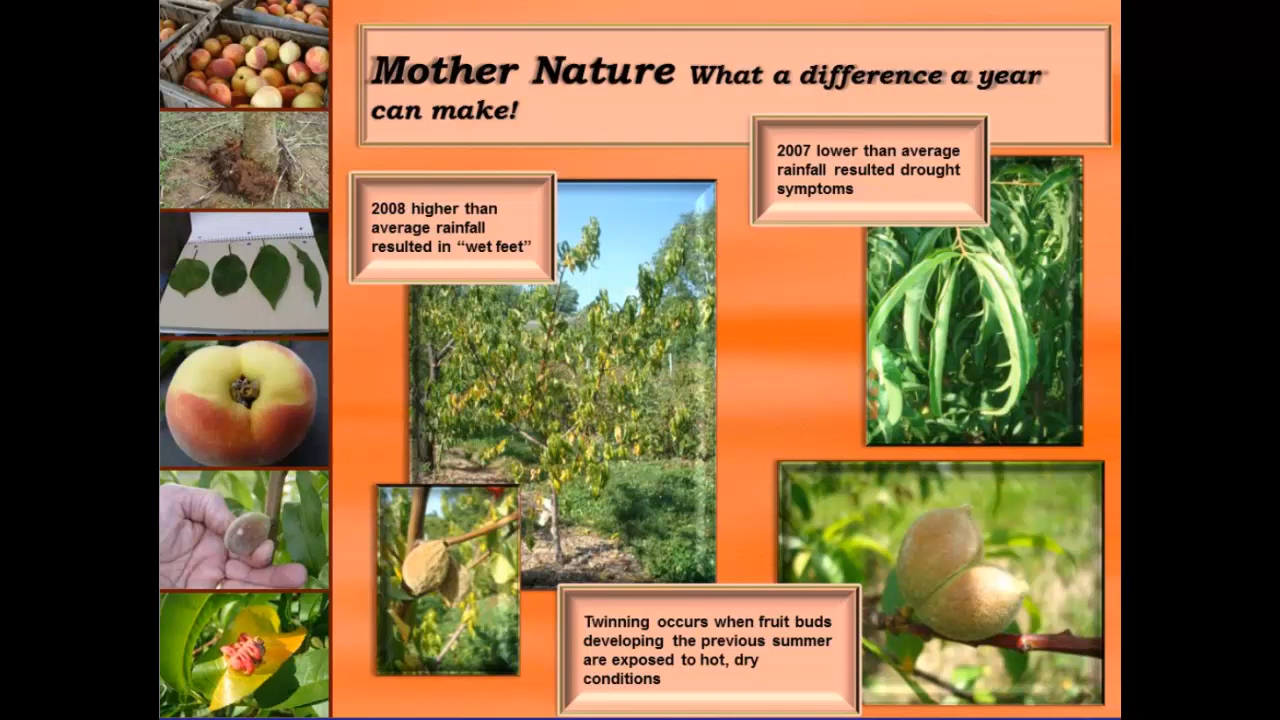 Mother Nature What a difference a year
can make!
2007 lower than average
rainfall resulted drought
symptoms
2008 higher than
average rainfall
resulted in “wet feet”
Twinning occurs when fruit buds
developing the previous summer
are exposed to hot, dry
conditions